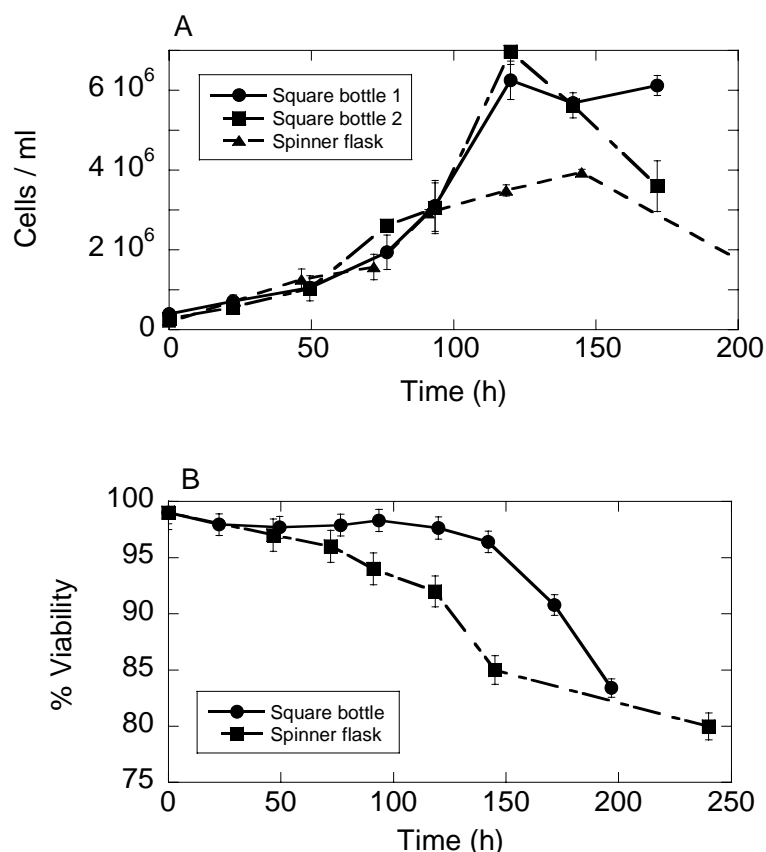 A
Cells / ml
6 10⁶
4 10⁶
2 10⁶
0
Square bottle 1
Square bottle 2
Spinner flask
0 50 100 150 200
Time (h)
B
% Viability
100
95
90
85
80
75
Square bottle
Spinner flask
0 50 100 150 200 250
Time (h)